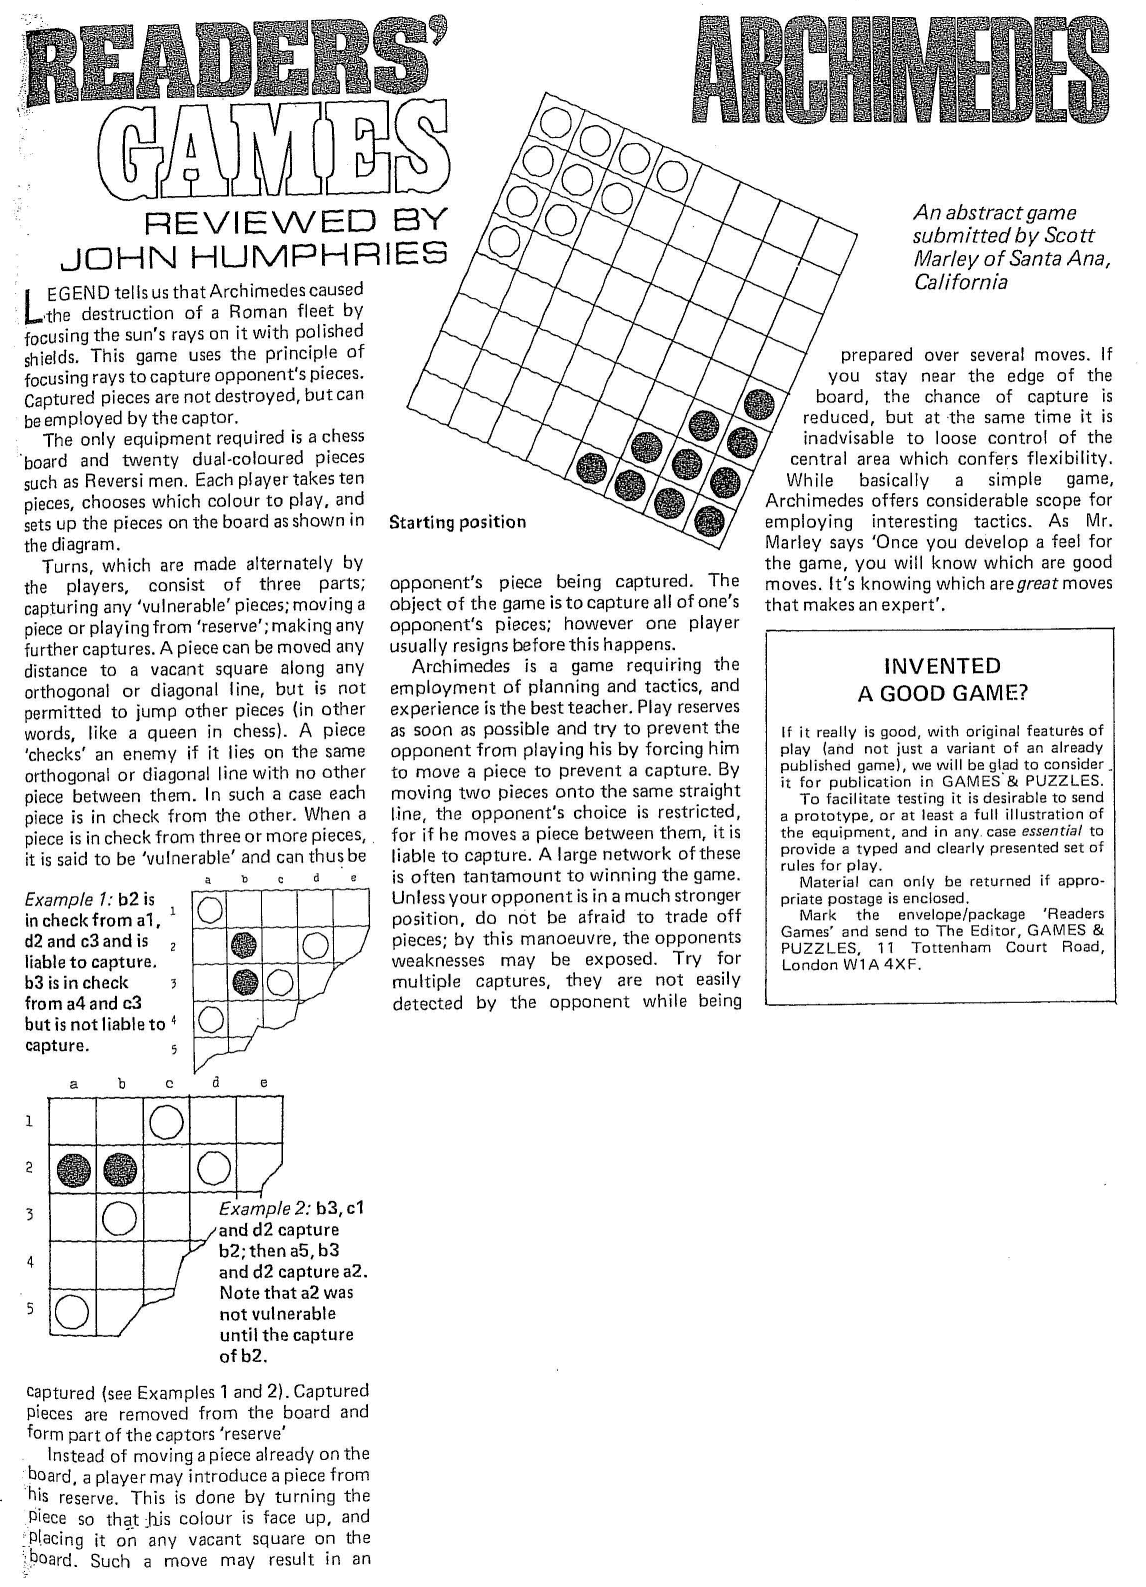 READERS'
GAMES
REVIEWED BY
JOHN HUMPHRIES
ARCHIMEDES
An abstract game
submitted by Scott
Marley of Santa Ana,
California
LEGEND tells us that Archimedes caused
the destruction of a Roman fleet by
focusing the sun's rays on it with polished
shields. This game uses the principle of
focusing rays to capture opponent's pieces.
Captured pieces are not destroyed, but can
be employed by the captor.
The only equipment required is a chess
board and twenty dual-coloured pieces
such as Reversi men. Each player takes ten
pieces, chooses which colour to play, and
sets up the pieces on the board as shown in
the diagram.
Turns, which are made alternately by
the players, consist of three parts;
capturing any 'vulnerable' pieces; moving a
piece or playing from 'reserve'; making any
further captures. A piece can be moved any
distance to a vacant square along any
orthogonal or diagonal line, but is not
permitted to jump other pieces (in other
words, like a queen in chess). A piece
'checks' an enemy if it lies on the same
orthogonal or diagonal line with no other
piece between them. In such a case each
piece is in check from the other. When a
piece is in check from three or more pieces,
it is said to be 'vulnerable' and can thus be
Example 1: b2 is
in check from a1,
d2 and c3 and is
liable to capture.
b3 is in check
from a4 and c3
but is not liable to
capture.
a b c d e
1
2
3
4
5
a b c d e
1
2
3
4
5
Example 2: b3, c1
and d2 capture
b2; then a5, b3
and d2 capture a2.
Note that a2 was
not vulnerable
until the capture
of b2.
captured (see Examples 1 and 2). Captured
pieces are removed from the board and
form part of the captors 'reserve'
Instead of moving a piece already on the
board, a player may introduce a piece from
his reserve. This is done by turning the
piece so that his colour is face up, and
placing it on any vacant square on the
board. Such a move may result in an
Starting position
opponent's piece being captured. The
object of the game is to capture all of one's
opponent's pieces; however one player
usually resigns before this happens.
Archimedes is a game requiring the
employment of planning and tactics, and
experience is the best teacher. Play reserves
as soon as possible and try to prevent the
opponent from playing his by forcing him
to move a piece to prevent a capture. By
moving two pieces onto the same straight
line, the opponent's choice is restricted,
for if he moves a piece between them, it is
liable to capture. A large network of these
is often tantamount to winning the game.
Unless your opponent is in a much stronger
position, do not be afraid to trade off
pieces; by this manoeuvre, the opponents
weaknesses may be exposed. Try for
multiple captures, they are not easily
detected by the opponent while being
prepared over several moves. If
you stay near the edge of the
board, the chance of capture is
reduced, but at the same time it is
inadvisable to loose control of the
central area which confers flexibility.
While basically a simple game,
Archimedes offers considerable scope for
employing interesting tactics. As Mr.
Marley says 'Once you develop a feel for
the game, you will know which are good
moves. It's knowing which are great moves
that makes an expert'.
INVENTED
A GOOD GAME?
If it really is good, with original features of
play (and not just a variant of an already
published game), we will be glad to consider
it for publication in GAMES & PUZZLES.
To facilitate testing it is desirable to send
a prototype, or at least a full illustration of
the equipment, and in any case essential to
provide a typed and clearly presented set of
rules for play.
Material can only be returned if appro-
priate postage is enclosed.
Mark the envelope/package 'Readers
Games' and send to The Editor, GAMES &
PUZZLES, 11 Tottenham Court Road,
London W1A 4XF.